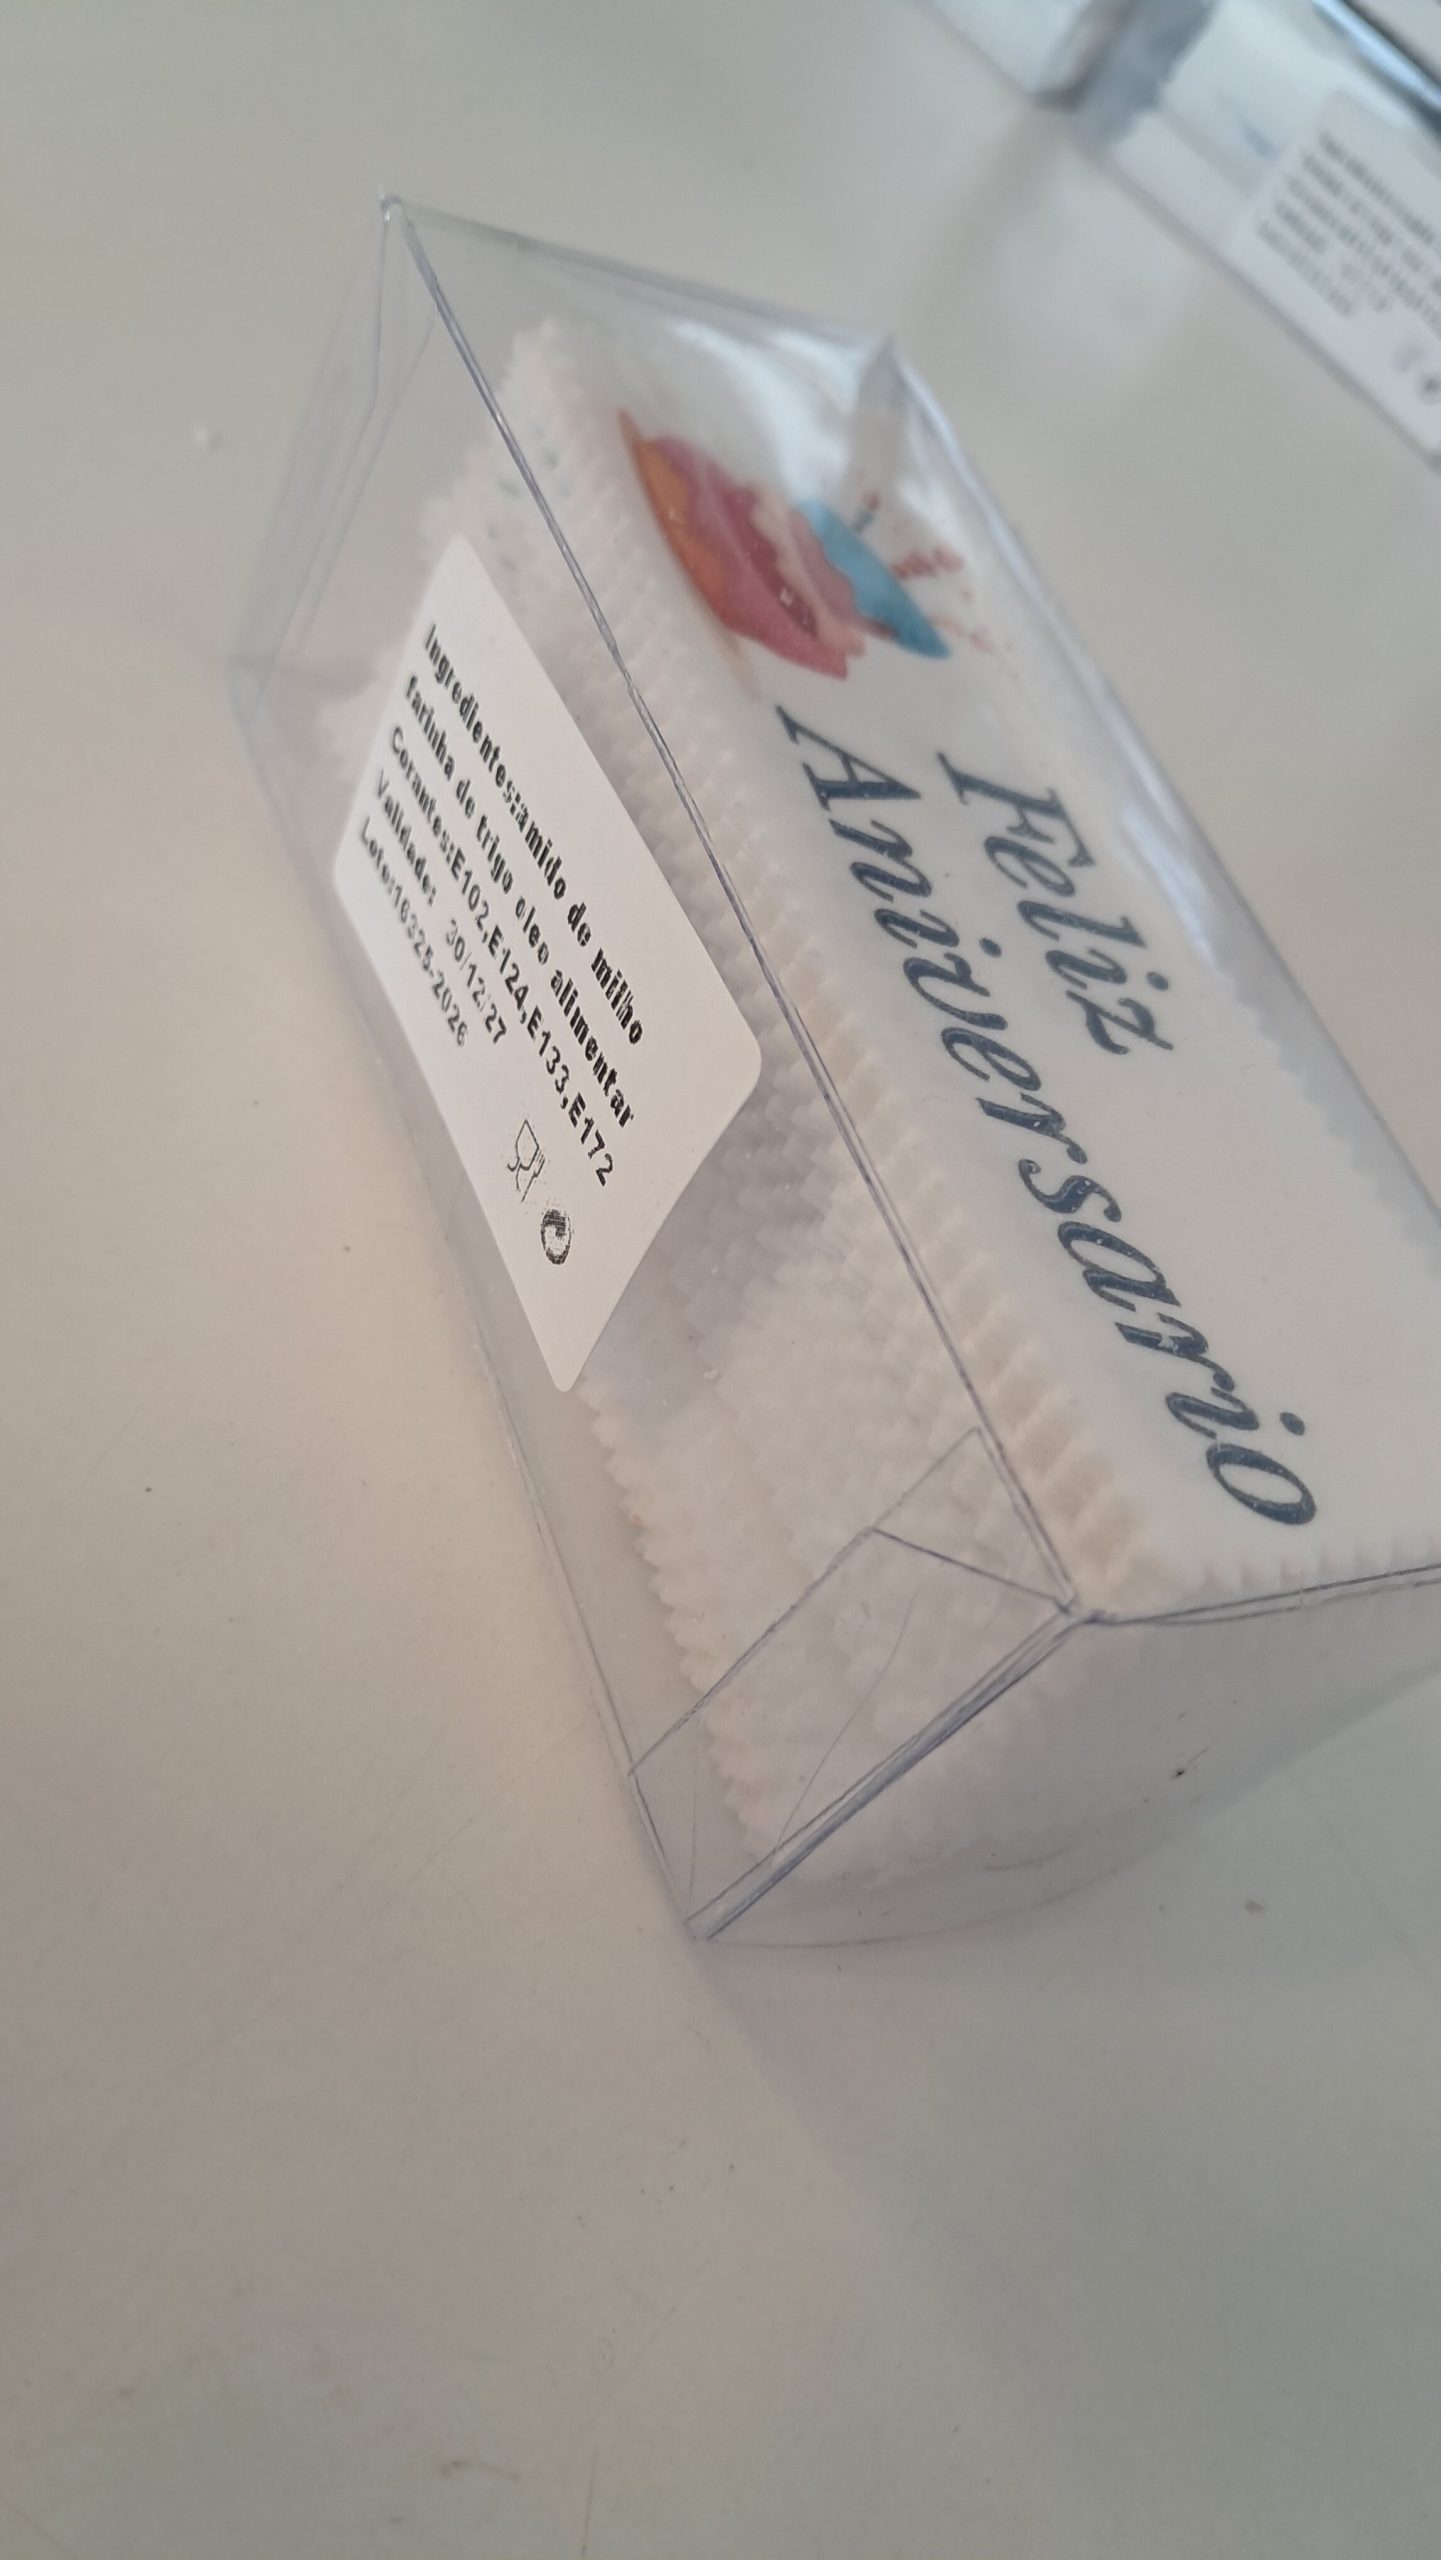 Feliz
Aniversario
Ingredientes:amido de milho
farinha de trigo oleo alimentar
Corantes:E102,E124,E133,E172
Validade: 30/12/27
Lote:16325-2026